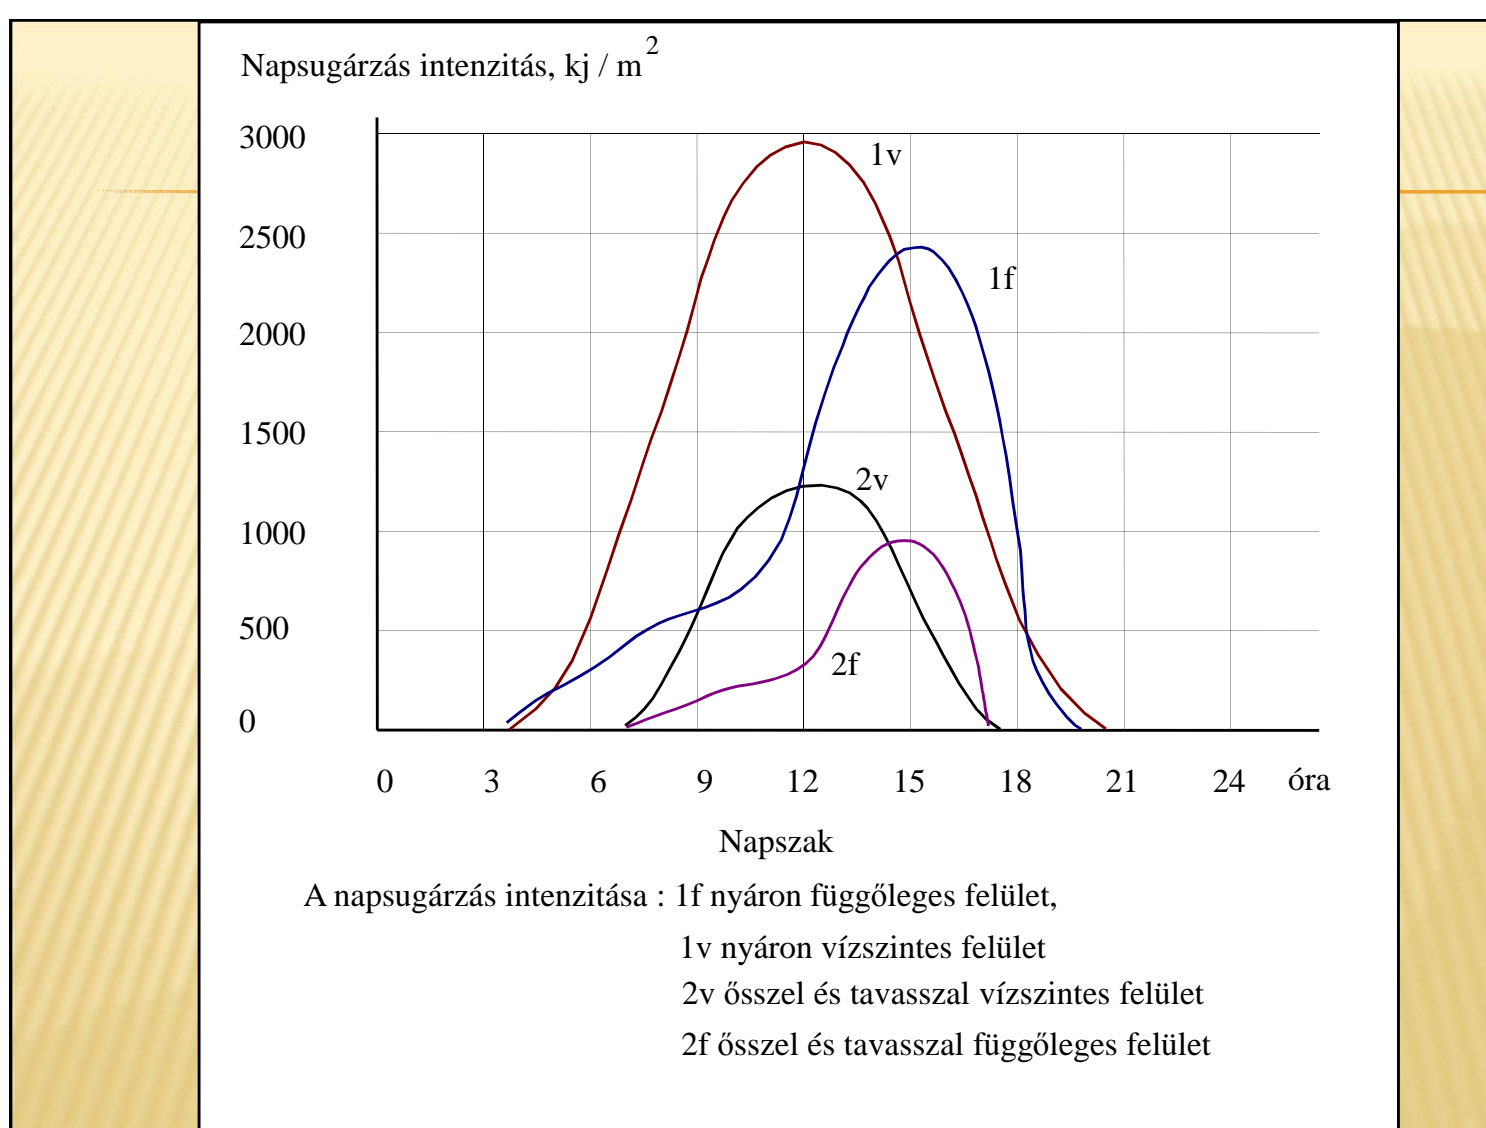 Napsugárzás intenzitás, kj / m²
3000
1v
2500
1f
2000
1500
2v
1000
500
2f
0
0 3 6 9 12 15 18 21 24 óra
Napszak
A napsugárzás intenzitása : 1f nyáron függőleges felület,
1v nyáron vízszintes felület
2v ősszel és tavasszal vízszintes felület
2f ősszel és tavasszal függőleges felület